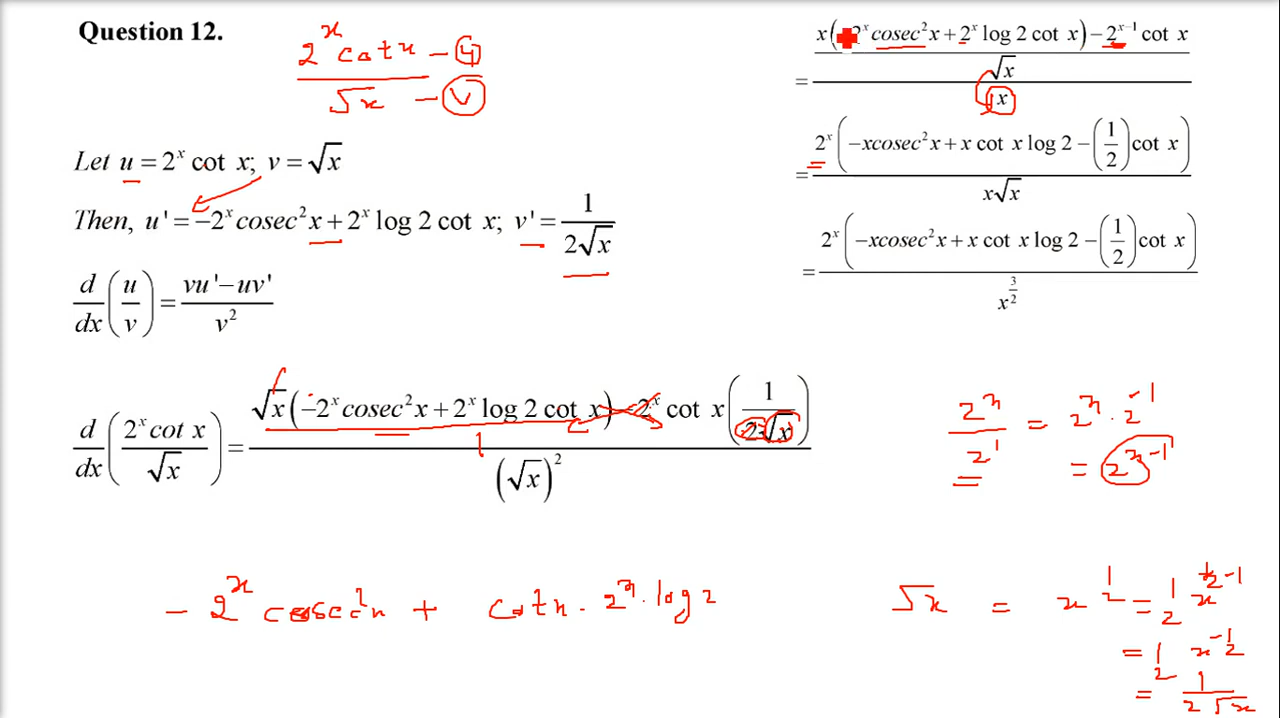 Question 12.
2^x cot x - u
√x - v
Let u = 2^x cot x; v = √x
Then, u' = -2^x cosec²x + 2^x log 2 cot x; v' = 1/(2√x)
d/dx (u/v) = (vu' - uv')/v²
d/dx (2^x cot x/√x) = (√x(-2^x cosec²x + 2^x log 2 cot x) - 2^x cot x (1/(2√x)))/(√x)²
- 2^x cosec²x + cot x · 2^x · log 2
x( 2^x cosec²x + 2^x log 2 cot x) - 2^(x-1) cot x
√x
= x
= 2^x(-xcosec²x + x cot x log 2 - (1/2)cot x)/(x√x)
= 2^x(-xcosec²x + x cot x log 2 - (1/2)cot x)/x^(3/2)
2^x/2^1 = 2^x · 2^-1
= 2^(x-1)
√x = x^(1/2) = 1/2 x^(1/2-1)
= 1/2 x^(-1/2)
= 1/(2√x)